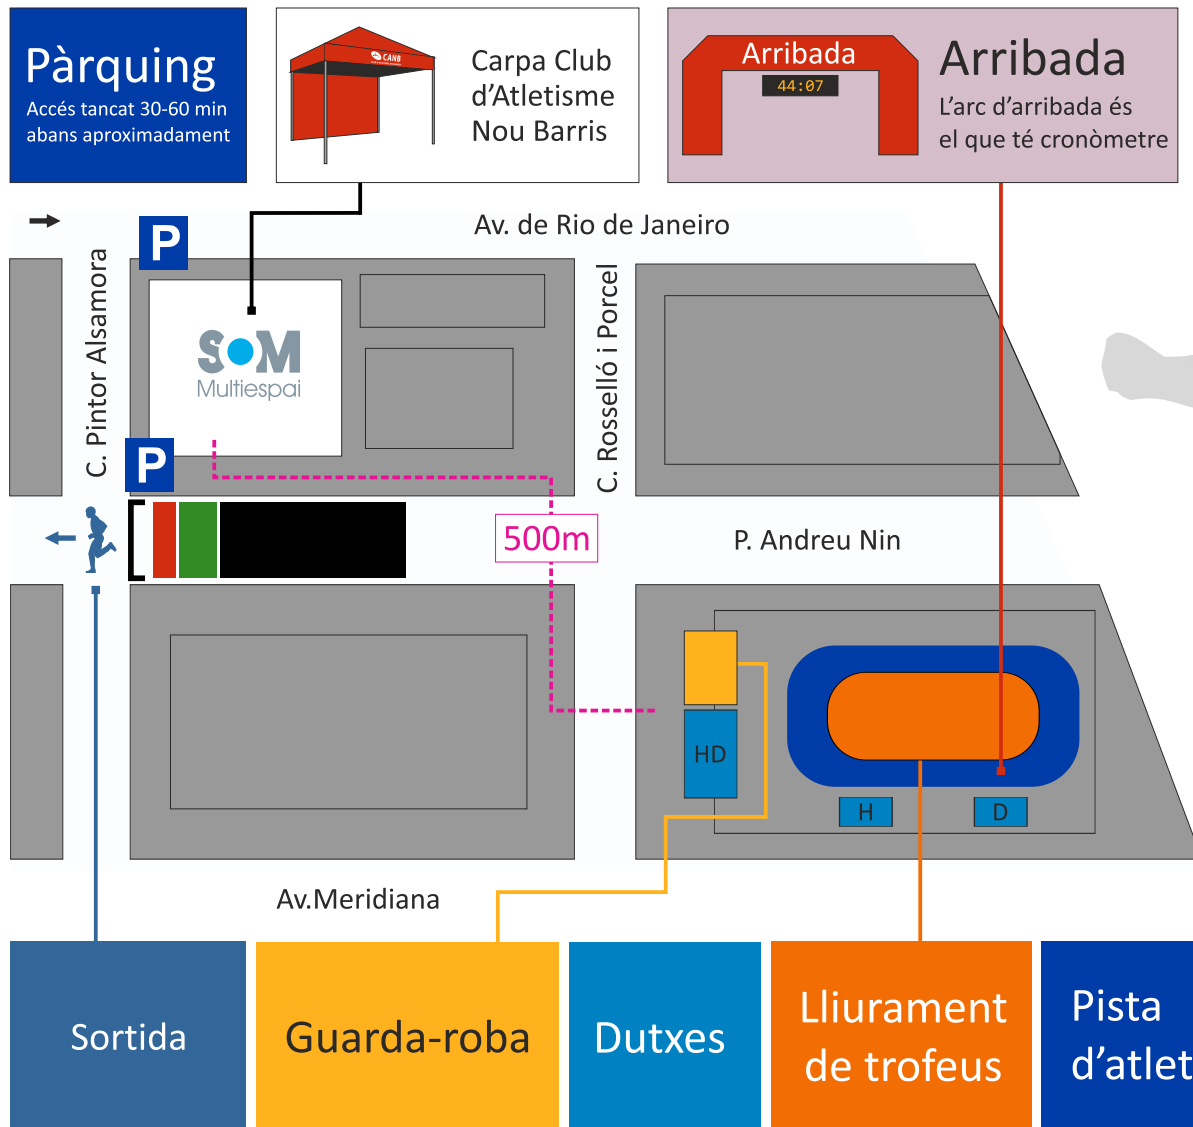 Pàrquing
Accés tancat 30-60 min
abans aproximadament
CANB
Carpa Club
d'Atletisme
Nou Barris
Arribada
44:07
Arribada
L'arc d'arribada és
el que té cronòmetre
P
Av. de Rio de Janeiro
C. Pintor Alsamora
SOM
Multiespai
C. Rosselló i Porcel
P
500m
P. Andreu Nin
HD
H
D
Av.Meridiana
Sortida
Guarda-roba
Dutxes
Lliurament
de trofeus
Pista
d'atlet